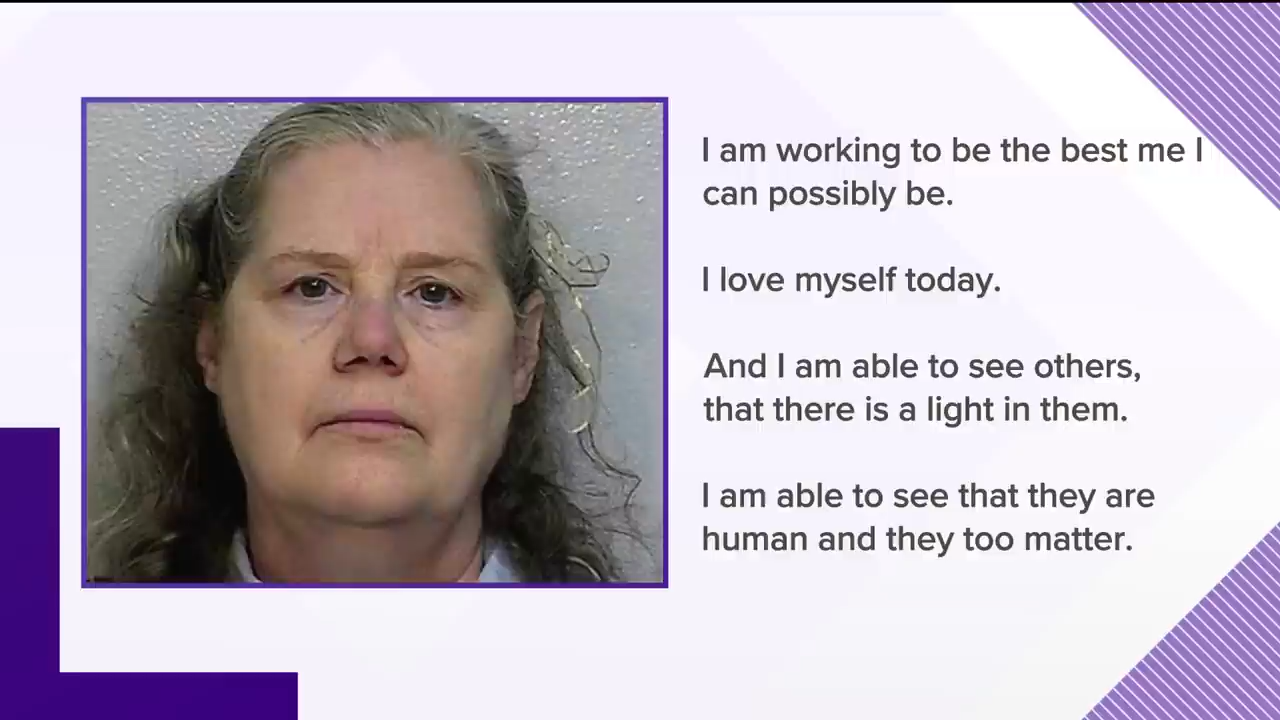 I am working to be the best me I
can possibly be.
I love myself today.
And I am able to see others,
that there is a light in them.
I am able to see that they are
human and they too matter.